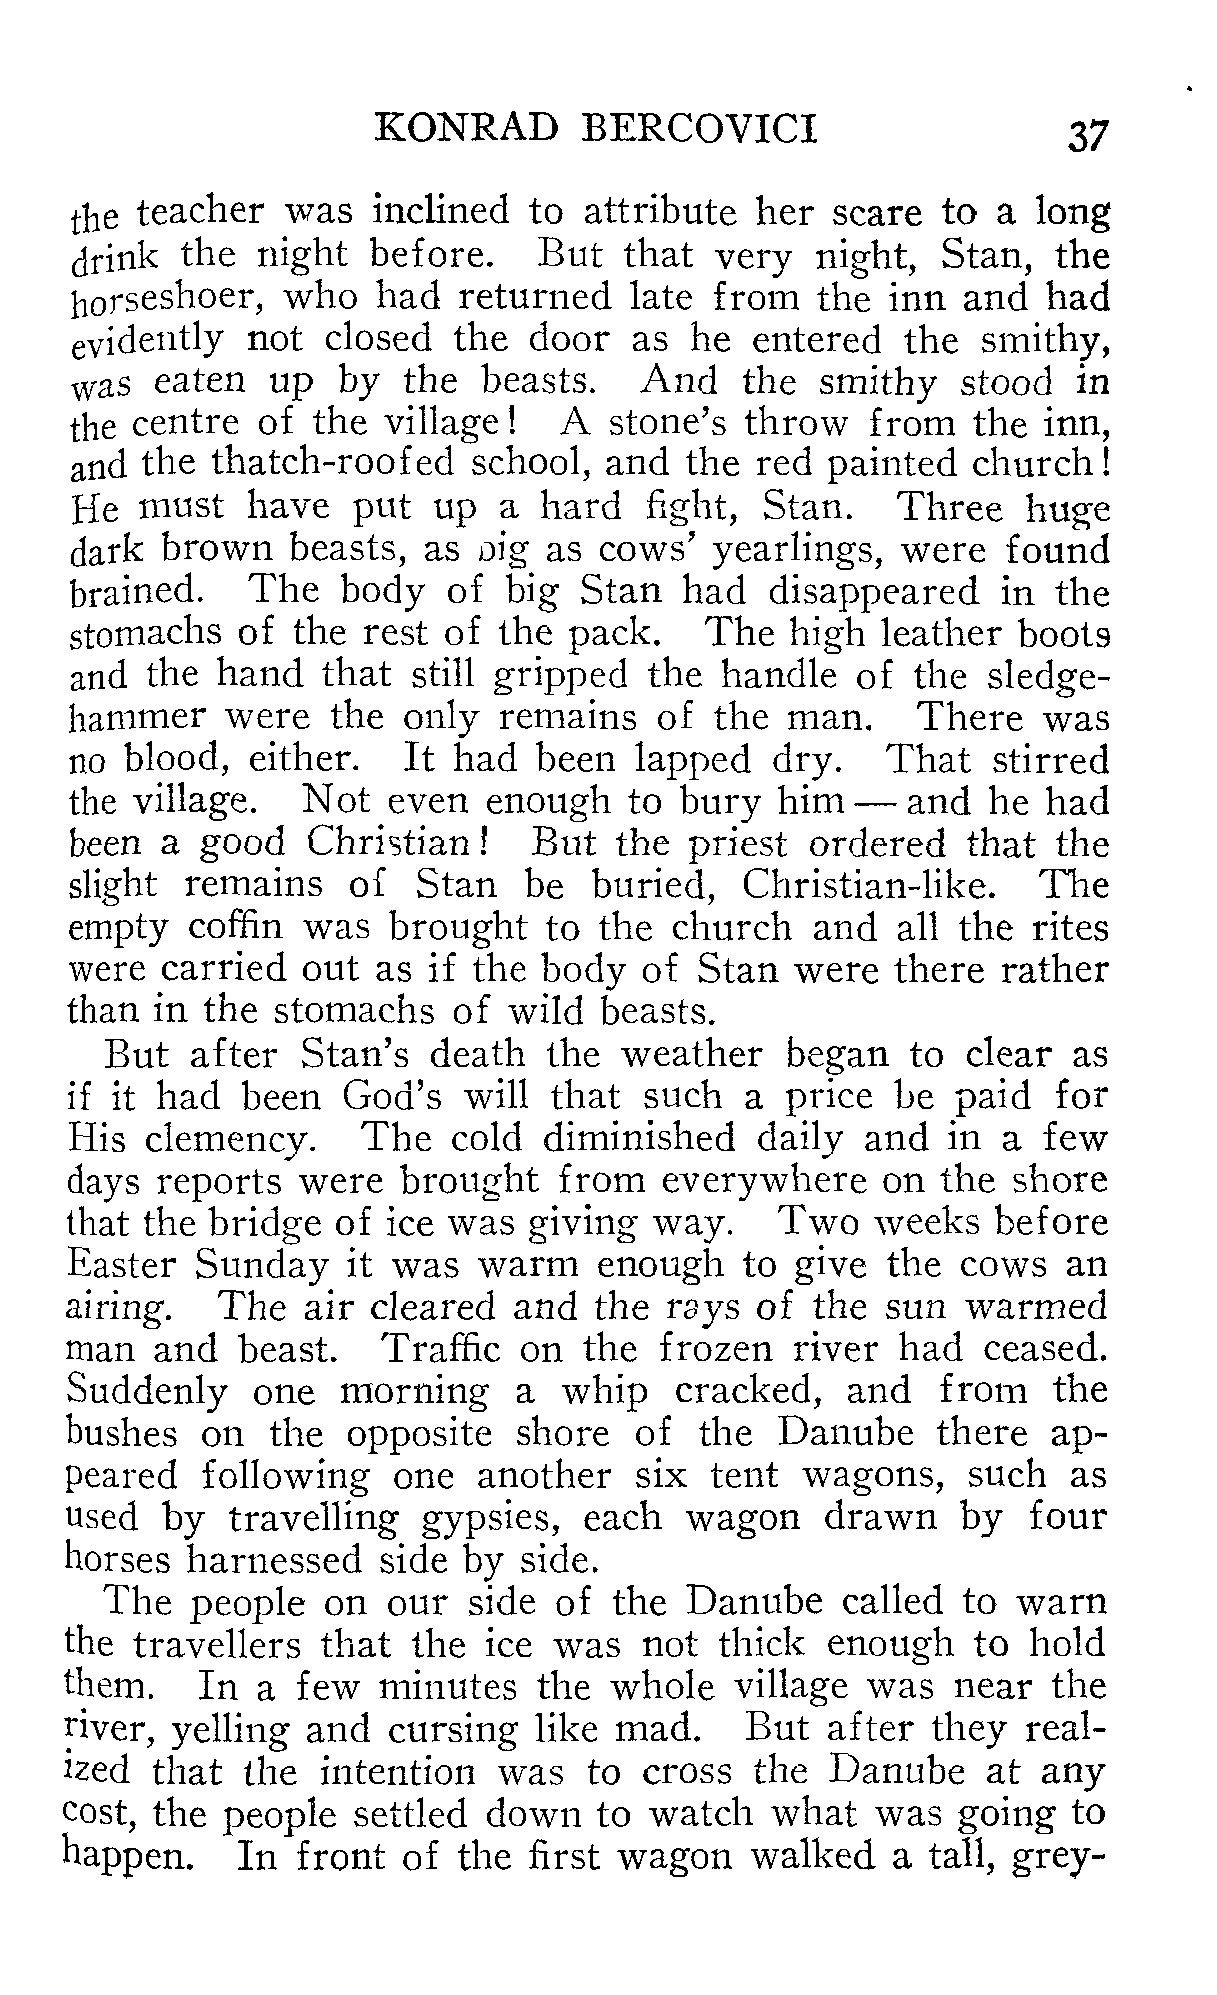 KONRAD BERCOVICI 37
the teacher was inclined to attribute her scare to a long
drink the night before. But that very night, Stan, the
horseshoer, who had returned late from the inn and had
evidently not closed the door as he entered the smithy,
was eaten up by the beasts. And the smithy stood in
the centre of the village! A stone's throw from the inn,
and the thatch-roofed school, and the red painted church!
He must have put up a hard fight, Stan. Three huge
dark brown beasts, as big as cows' yearlings, were found
brained. The body of big Stan had disappeared in the
stomachs of the rest of the pack. The high leather boots
and the hand that still gripped the handle of the sledge-
hammer were the only remains of the man. There was
no blood, either. It had been lapped dry. That stirred
the village. Not even enough to bury him — and he had
been a good Christian! But the priest ordered that the
slight remains of Stan be buried, Christian-like. The
empty coffin was brought to the church and all the rites
were carried out as if the body of Stan were there rather
than in the stomachs of wild beasts.
But after Stan's death the weather began to clear as
if it had been God's will that such a price be paid for
His clemency. The cold diminished daily and in a few
days reports were brought from everywhere on the shore
that the bridge of ice was giving way. Two weeks before
Easter Sunday it was warm enough to give the cows an
airing. The air cleared and the rays of the sun warmed
man and beast. Traffic on the frozen river had ceased.
Suddenly one morning a whip cracked, and from the
bushes on the opposite shore of the Danube there ap-
peared following one another six tent wagons, such as
used by travelling gypsies, each wagon drawn by four
horses harnessed side by side.
The people on our side of the Danube called to warn
the travellers that the ice was not thick enough to hold
them. In a few minutes the whole village was near the
river, yelling and cursing like mad. But after they real-
ized that the intention was to cross the Danube at any
cost, the people settled down to watch what was going to
happen. In front of the first wagon walked a tall, grey-